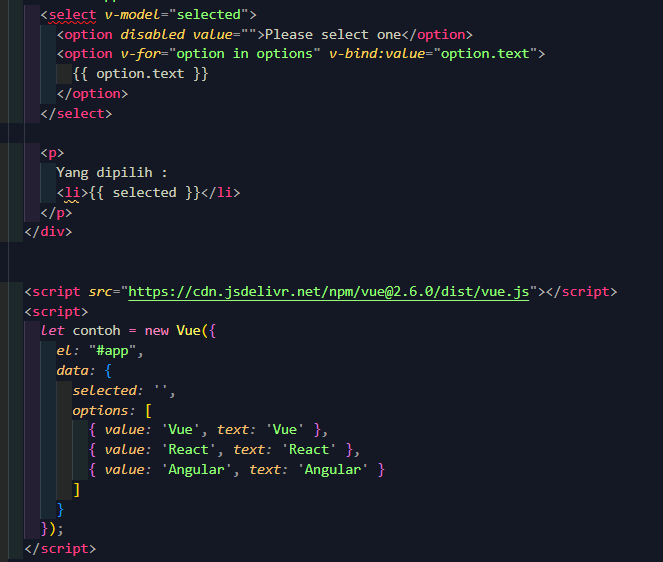 <select v-model="selected">
<option disabled value="">Please select one</option>
<option v-for="option in options" v-bind:value="option.text">
{{ option.text }}
</option>
</select>
<p>
Yang dipilih :
<li>{{ selected }}</li>
</p>
</div>
<script src="https://cdn.jsdelivr.net/npm/vue@2.6.0/dist/vue.js"></script>
<script>
let contoh = new Vue({
el: "#app",
data: {
selected: '',
options: [
{ value: 'Vue', text: 'Vue' },
{ value: 'React', text: 'React' },
{ value: 'Angular', text: 'Angular' }
]
}
});
</script>